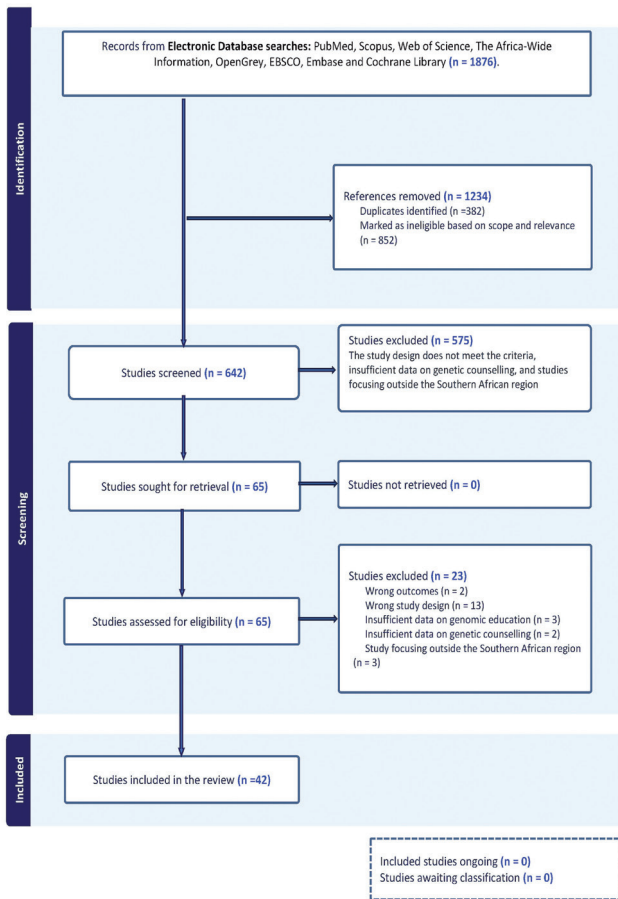 Identification
Records from Electronic Database searches: PubMed, Scopus, Web of Science, The Africa-Wide
Information, OpenGrey, EBSCO, Embase and Cochrane Library (n = 1876).
References removed (n = 1234)
Duplicates identified (n =382)
Marked as ineligible based on scope and relevance
(n = 852)
Screening
Studies screened (n = 642)
Studies excluded (n = 575)
The study design does not meet the criteria,
insufficient data on genetic counselling, and studies
focusing outside the Southern African region
Studies sought for retrieval (n = 65)
Studies not retrieved (n = 0)
Studies assessed for eligibility (n = 65)
Studies excluded (n = 23)
Wrong outcomes (n = 2)
Wrong study design (n = 13)
Insufficient data on genomic education (n = 3)
Insufficient data on genetic counselling (n = 2)
Study focusing outside the Southern African region
(n = 3)
Included
Studies included in the review (n =42)
Included studies ongoing (n = 0)
Studies awaiting classification (n = 0)